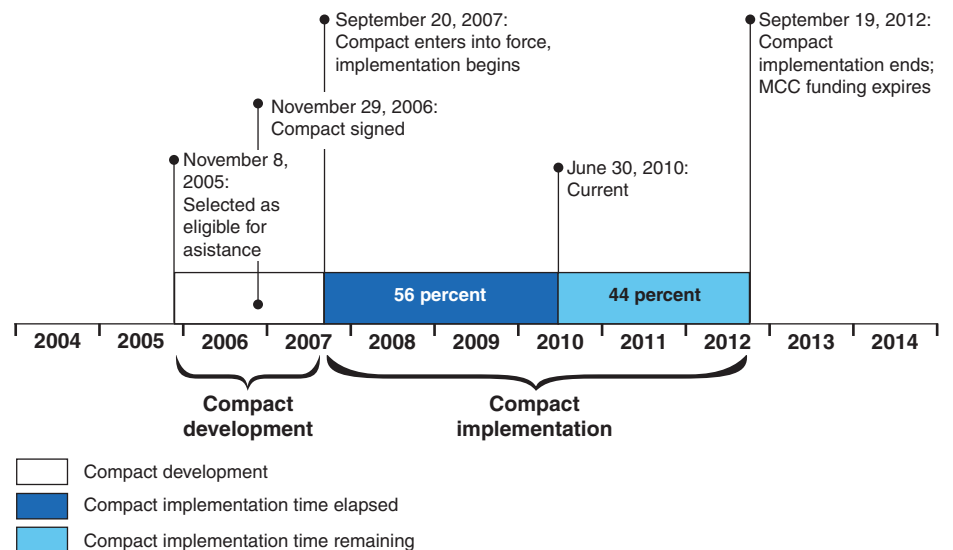 September 20, 2007:
Compact enters into force,
implementation begins
September 19, 2012:
Compact
implementation ends;
MCC funding expires
November 29, 2006:
Compact signed
November 8,
2005:
Selected as
eligible for
asistance
June 30, 2010:
Current
56 percent
44 percent
2004 2005 2006 2007 2008 2009 2010 2011 2012 2013 2014
Compact
development
Compact
implementation
Compact development
Compact implementation time elapsed
Compact implementation time remaining